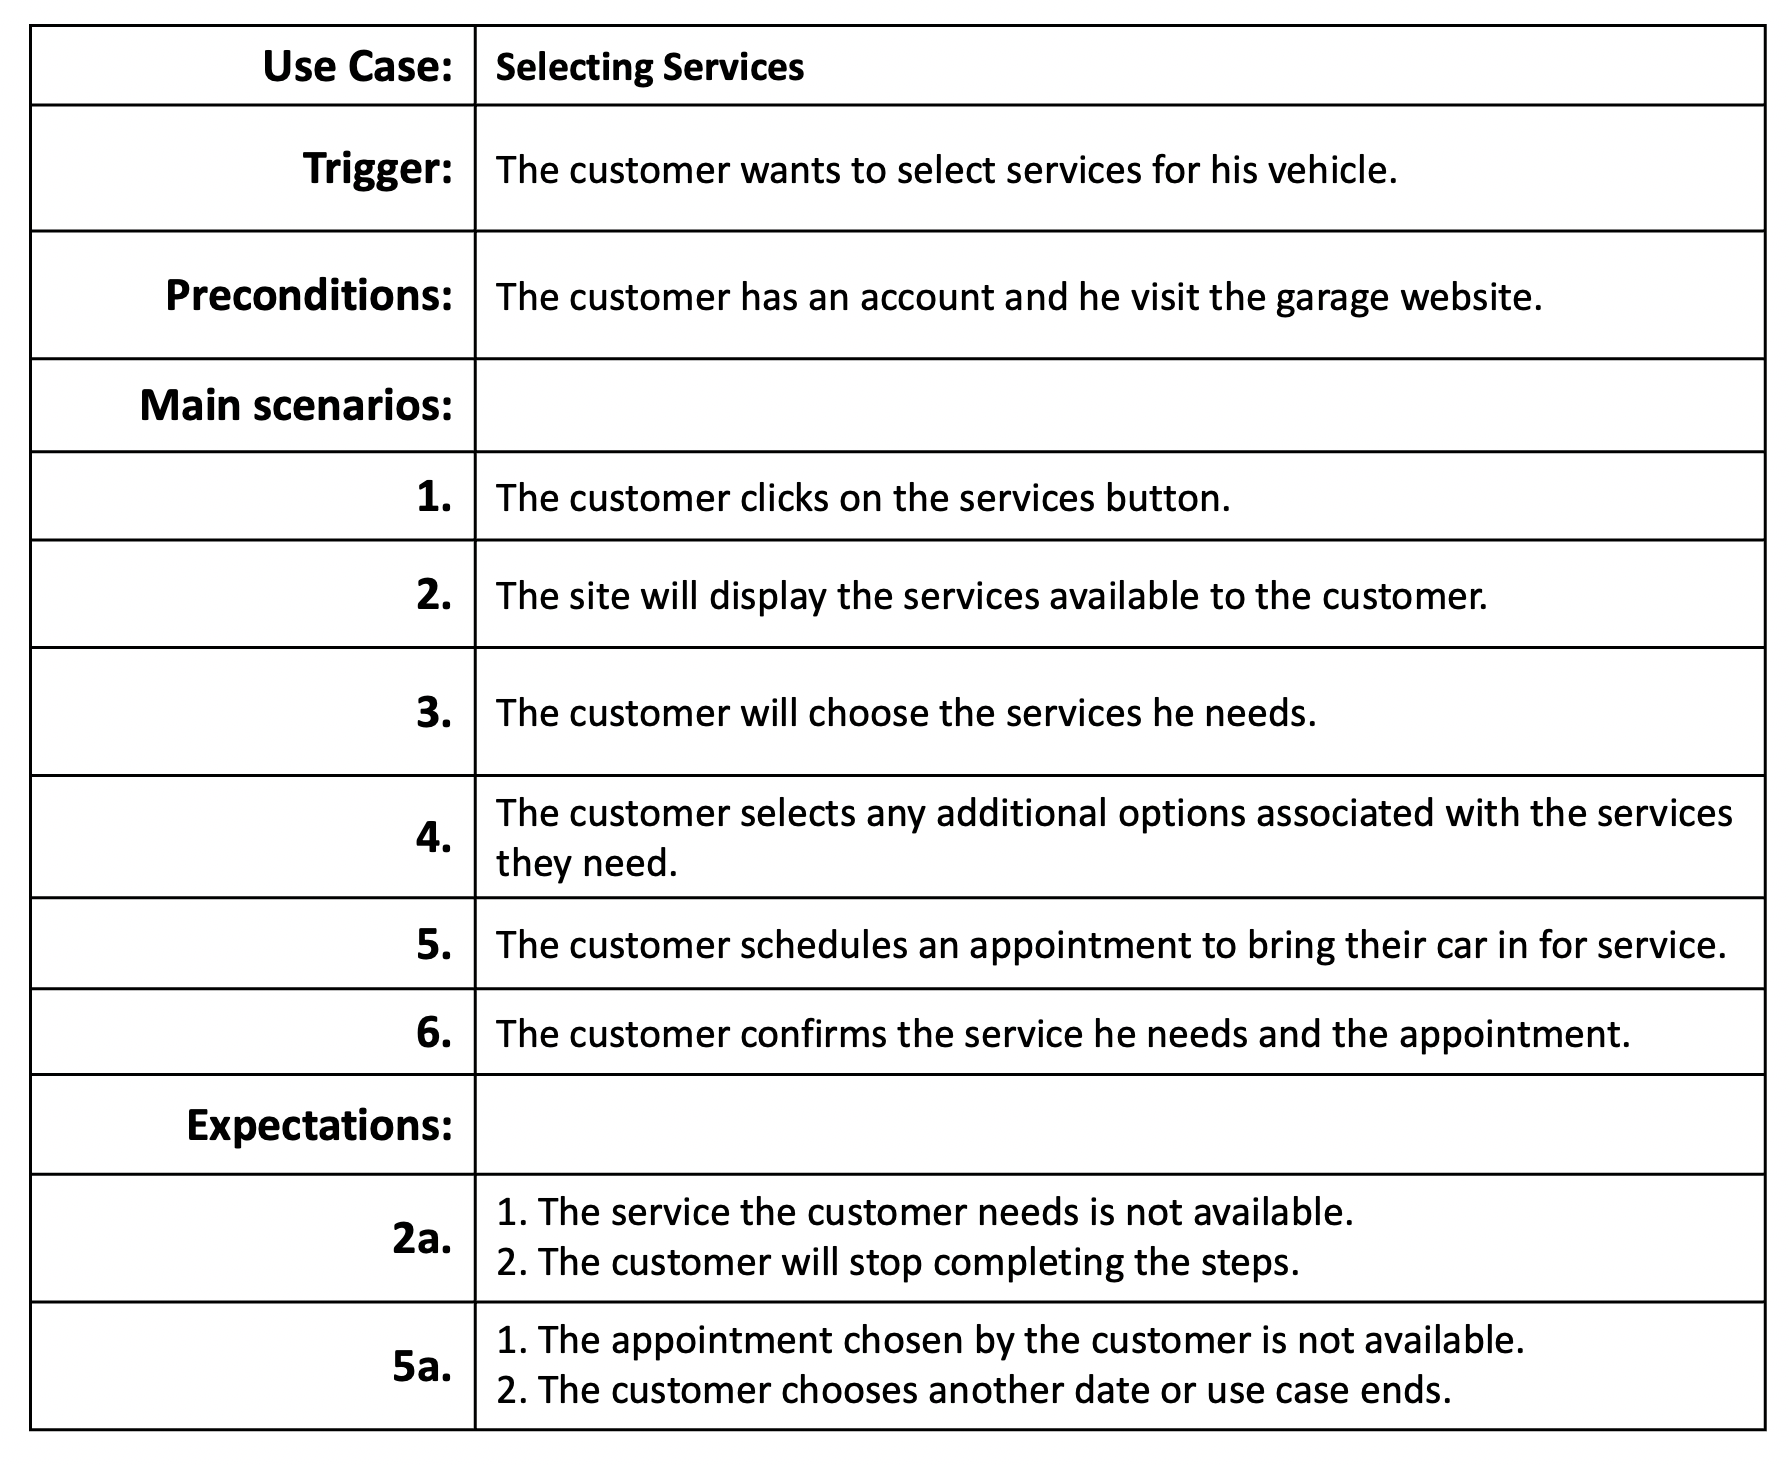 Use Case: Selecting Services
Trigger: The customer wants to select services for his vehicle.
Preconditions: The customer has an account and he visit the garage website.
Main scenarios:
1. The customer clicks on the services button.
2. The site will display the services available to the customer.
3. The customer will choose the services he needs.
4. The customer selects any additional options associated with the services
they need.
5. The customer schedules an appointment to bring their car in for service.
6. The customer confirms the service he needs and the appointment.
Expectations:
2a. 1. The service the customer needs is not available.
2. The customer will stop completing the steps.
5a. 1. The appointment chosen by the customer is not available.
2. The customer chooses another date or use case ends.